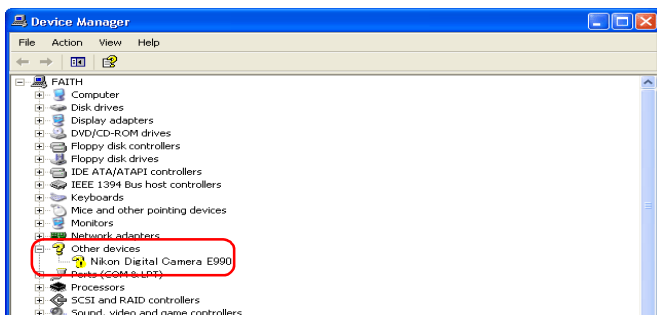 Device Manager
File Action View Help
FAITH
Computer
Disk drives
Display adapters
DVD/CD-ROM drives
Floppy disk controllers
Floppy disk drives
IDE ATA/ATAPI controllers
IEEE 1394 Bus host controllers
Keyboards
Mice and other pointing devices
Monitors
Network adapters
Other devices
Nikon Digital Camera E990
Ports (COM & LPT)
Processors
SCSI and RAID controllers
Sound, video and game controllers